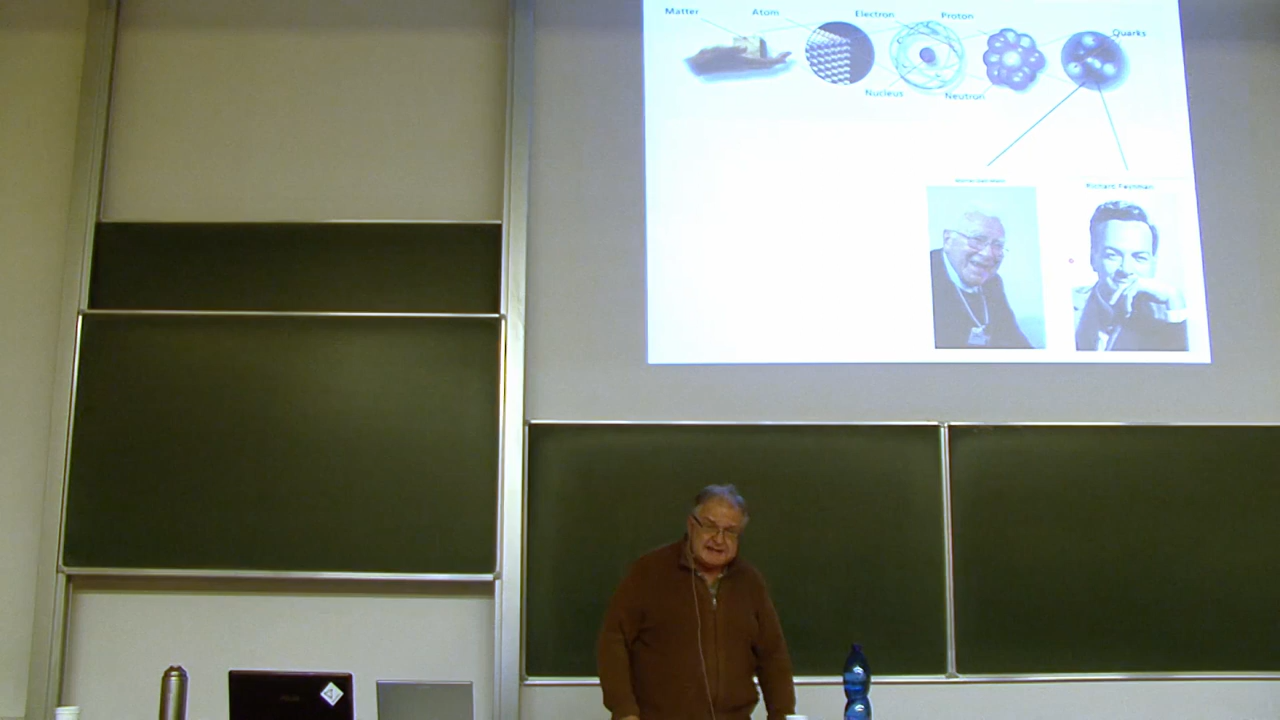 Matter
Atom
Electron
Proton
Quarks
Nucleus
Neutron
Richard Feynman